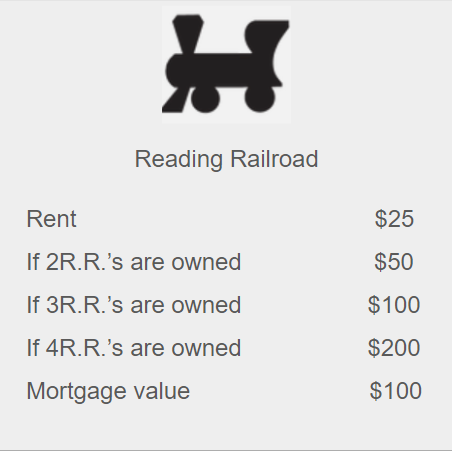 Reading Railroad
Rent $25
If 2R.R.’s are owned $50
If 3R.R.’s are owned $100
If 4R.R.’s are owned $200
Mortgage value $100